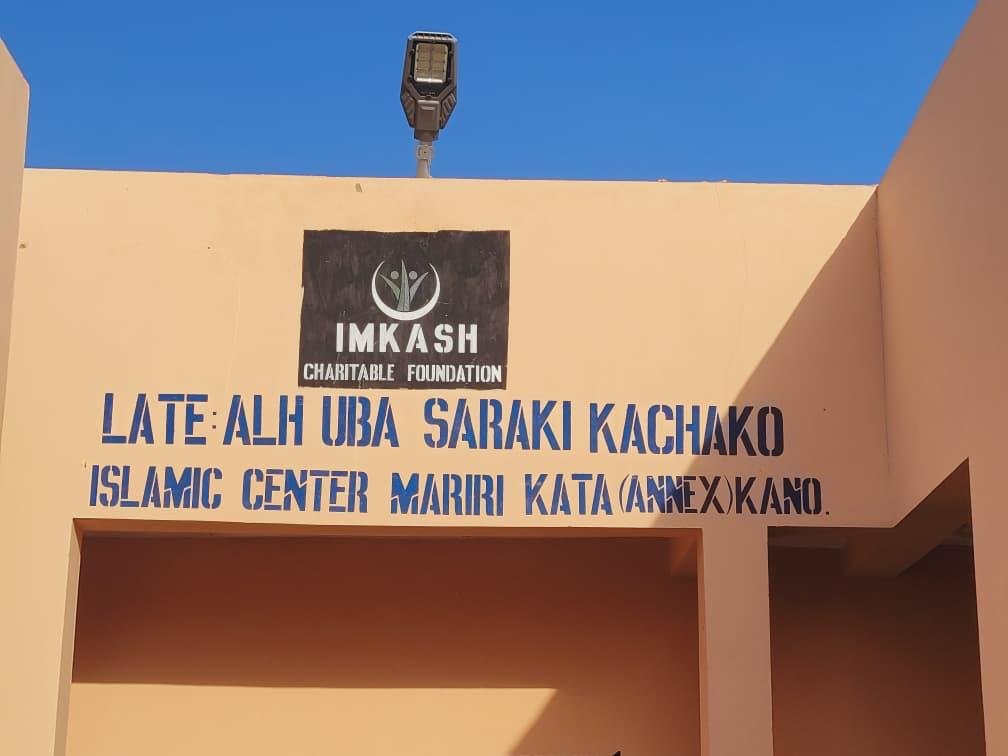 IMKASH
CHARITABLE FOUNDATION
LATE: ALH UBA SARAKI KACHAKO
ISLAMIC CENTER MARIRI KATA (ANNEX) KANO.